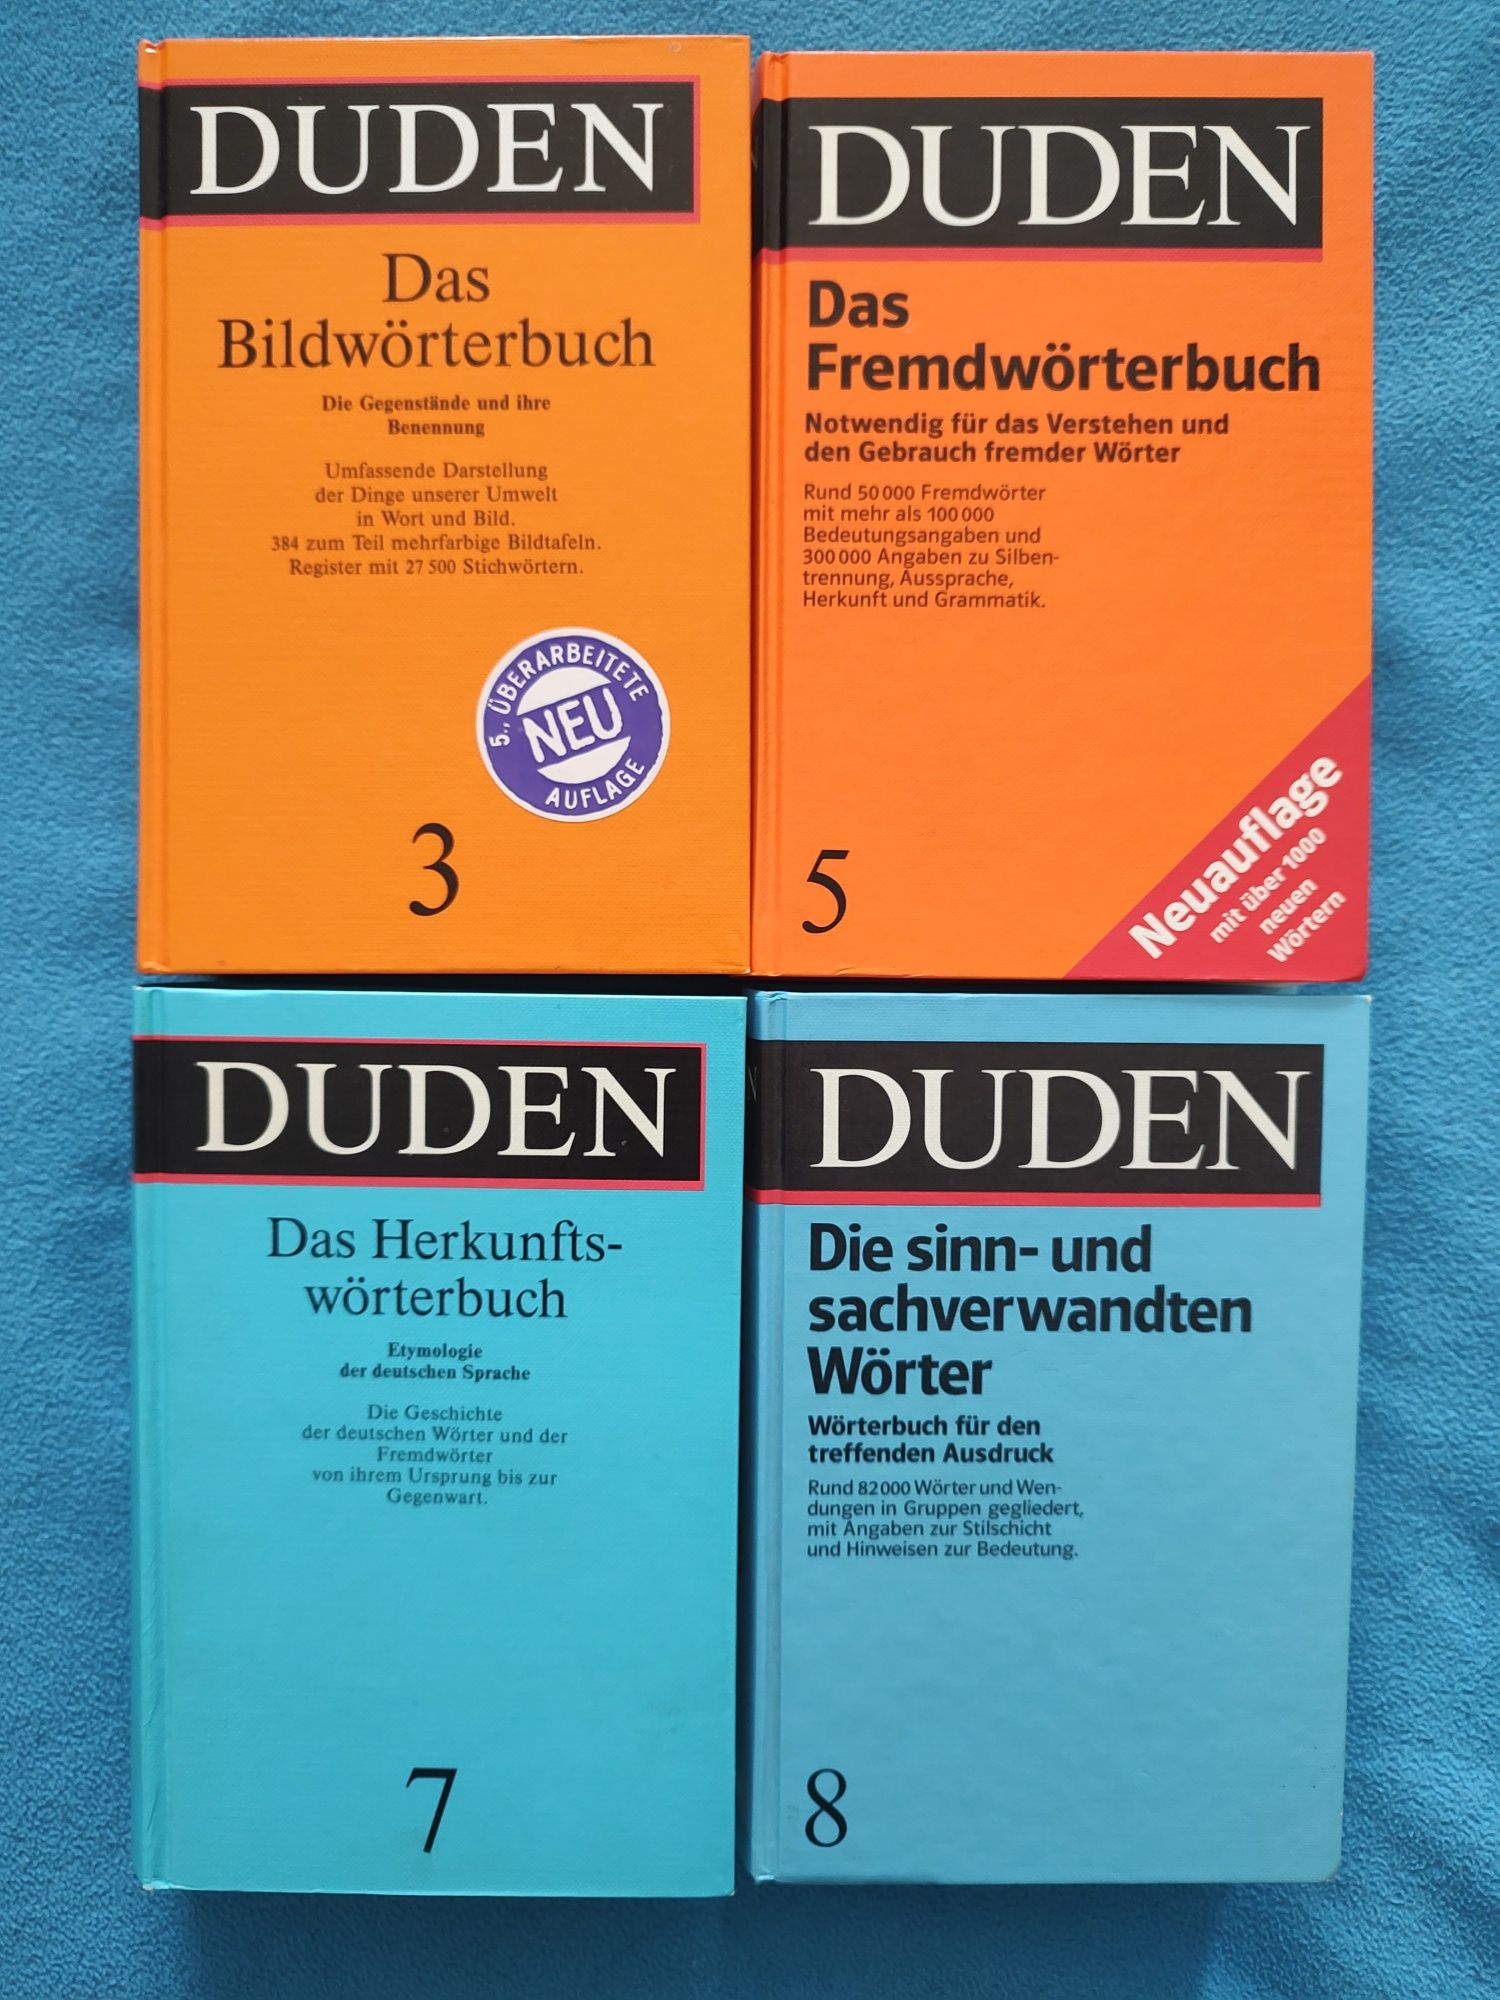 DUDEN
Das
Bildwörterbuch
Die Gegenstände und ihre
Benennung
Umfassende Darstellung
der Dinge unserer Umwelt
in Wort und Bild.
384 zum Teil mehrfarbige Bildtafeln.
Register mit 27 500 Stichwörtern.
5., ÜBERARBEITETE
NEU
AUFLAGE
3
DUDEN
Das
Fremdwörterbuch
Notwendig für das Verstehen und
den Gebrauch fremder Wörter
Rund 50 000 Fremdwörter
mit mehr als 100 000
Bedeutungsangaben und
300 000 Angaben zu Silben-
trennung, Aussprache,
Herkunft und Grammatik.
5
Neuauflage
mit über 1000
neuen
Wörtern
DUDEN
Das Herkunfts-
wörterbuch
Etymologie
der deutschen Sprache
Die Geschichte
der deutschen Wörter und der
Fremdwörter
von ihrem Ursprung bis zur
Gegenwart.
7
DUDEN
Die sinn- und
sachverwandten
Wörter
Wörterbuch für den
treffenden Ausdruck
Rund 82 000 Wörter und Wen-
dungen in Gruppen gegliedert,
mit Angaben zur Stilschicht
und Hinweisen zur Bedeutung.
8